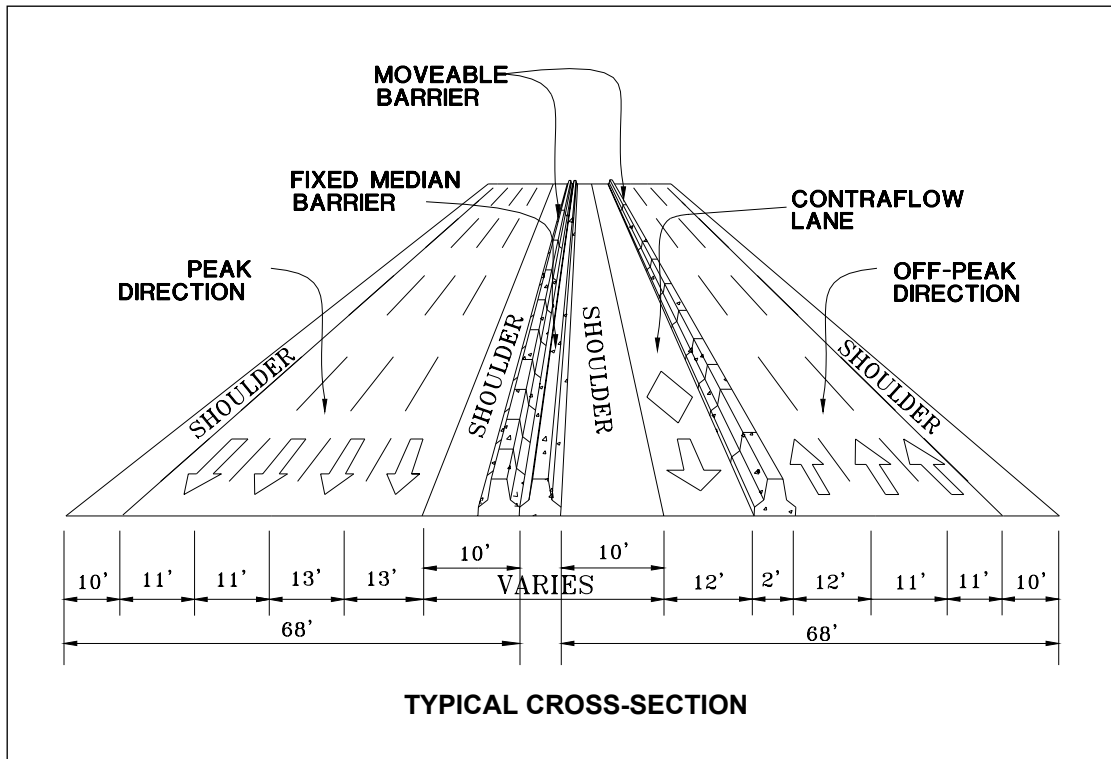 MOVEABLE
BARRIER
FIXED MEDIAN
BARRIER
CONTRAFLOW
LANE
PEAK
DIRECTION
OFF-PEAK
DIRECTION
SHOULDER
SHOULDER
SHOULDER
SHOULDER
10'
10'
10'
11'
11'
13'
13'
VARIES
12'
2'
12'
11'
11'
10'
68'
68'
TYPICAL CROSS-SECTION